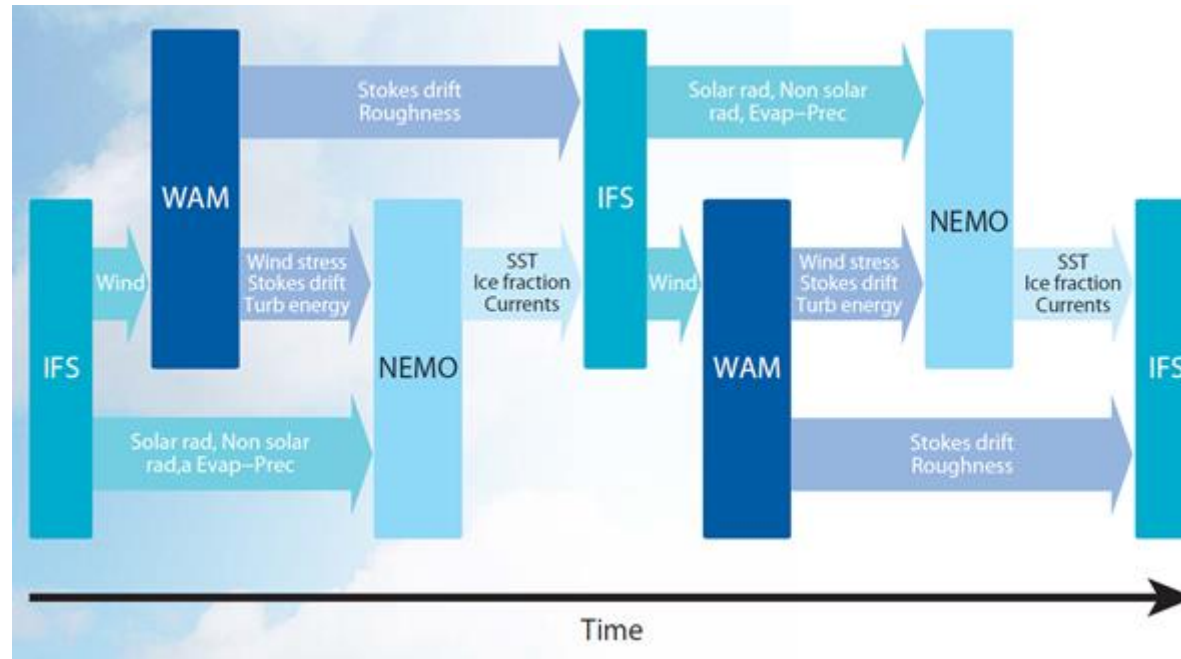 Stokes drift
Roughness
Solar rad, Non solar
rad, Evap–Prec
WAM
IFS
NEMO
Wind
Wind stress
Stokes drift
Turb energy
SST
Ice fraction
Currents
Wind
Wind stress
Stokes drift
Turb energy
SST
Ice fraction
Currents
IFS
NEMO
WAM
IFS
Solar rad, Non solar
rad,a Evap–Prec
Stokes drift
Roughness
Time